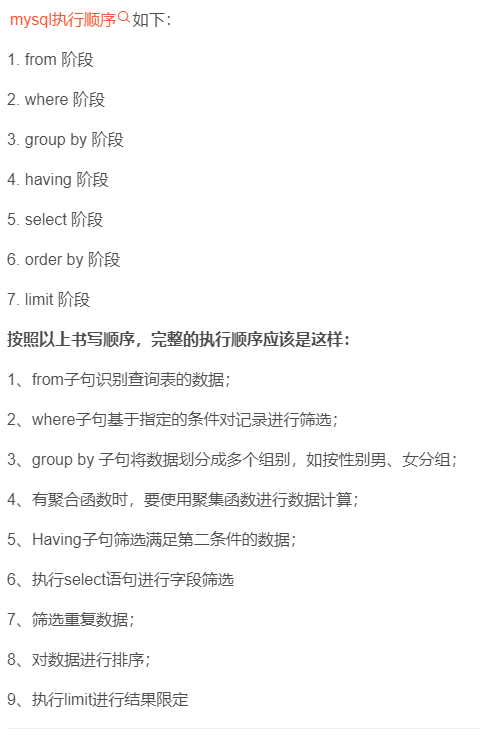 mysql执行顺序如下：
1. from 阶段
2. where 阶段
3. group by 阶段
4. having 阶段
5. select 阶段
6. order by 阶段
7. limit 阶段
按照以上书写顺序，完整的执行顺序应该是这样：
1、from子句识别查询表的数据；
2、where子句基于指定的条件对记录进行筛选；
3、group by 子句将数据划分成多个组别，如按性别男、女分组；
4、有聚合函数时，要使用聚集函数进行数据计算；
5、Having子句筛选满足第二条件的数据；
6、执行select语句进行字段筛选
7、筛选重复数据；
8、对数据进行排序；
9、执行limit进行结果限定